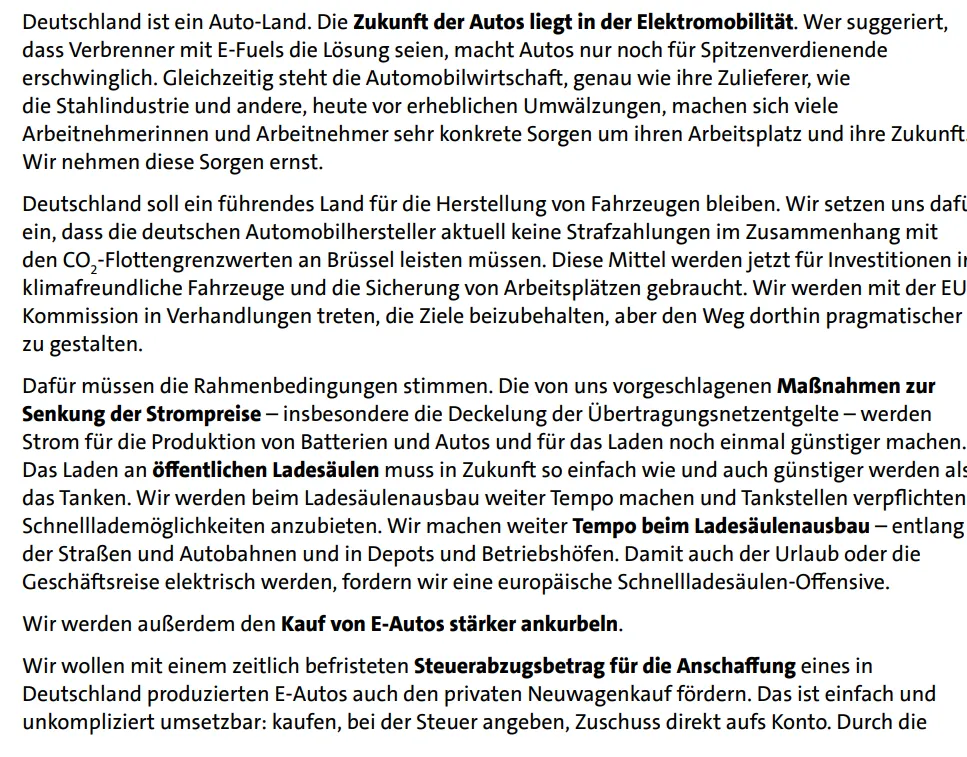 Deutschland ist ein Auto-Land. Die Zukunft der Autos liegt in der Elektromobilität. Wer suggeriert,
dass Verbrenner mit E-Fuels die Lösung seien, macht Autos nur noch für Spitzenverdienende
erschwinglich. Gleichzeitig steht die Automobilwirtschaft, genau wie ihre Zulieferer, wie
die Stahlindustrie und andere, heute vor erheblichen Umwälzungen, machen sich viele
Arbeitnehmerinnen und Arbeitnehmer sehr konkrete Sorgen um ihren Arbeitsplatz und ihre Zukunft.
Wir nehmen diese Sorgen ernst.
Deutschland soll ein führendes Land für die Herstellung von Fahrzeugen bleiben. Wir setzen uns dafü
ein, dass die deutschen Automobilhersteller aktuell keine Strafzahlungen im Zusammenhang mit
den CO₂-Flottengrenzwerten an Brüssel leisten müssen. Diese Mittel werden jetzt für Investitionen in
klimafreundliche Fahrzeuge und die Sicherung von Arbeitsplätzen gebraucht. Wir werden mit der EU
Kommission in Verhandlungen treten, die Ziele beizubehalten, aber den Weg dorthin pragmatischer
zu gestalten.
Dafür müssen die Rahmenbedingungen stimmen. Die von uns vorgeschlagenen Maßnahmen zur
Senkung der Strompreise – insbesondere die Deckelung der Übertragungsnetzentgelte – werden
Strom für die Produktion von Batterien und Autos und für das Laden noch einmal günstiger machen.
Das Laden an öffentlichen Ladesäulen muss in Zukunft so einfach wie und auch günstiger werden als
das Tanken. Wir werden beim Ladesäulenausbau weiter Tempo machen und Tankstellen verpflichten
Schnelllademöglichkeiten anzubieten. Wir machen weiter Tempo beim Ladesäulenausbau – entlang
der Straßen und Autobahnen und in Depots und Betriebshöfen. Damit auch der Urlaub oder die
Geschäftsreise elektrisch werden, fordern wir eine europäische Schnellladesäulen-Offensive.
Wir werden außerdem den Kauf von E-Autos stärker ankurbeln.
Wir wollen mit einem zeitlich befristeten Steuerabzugsbetrag für die Anschaffung eines in
Deutschland produzierten E-Autos auch den privaten Neuwagenkauf fördern. Das ist einfach und
unkompliziert umsetzbar: kaufen, bei der Steuer angeben, Zuschuss direkt aufs Konto. Durch die